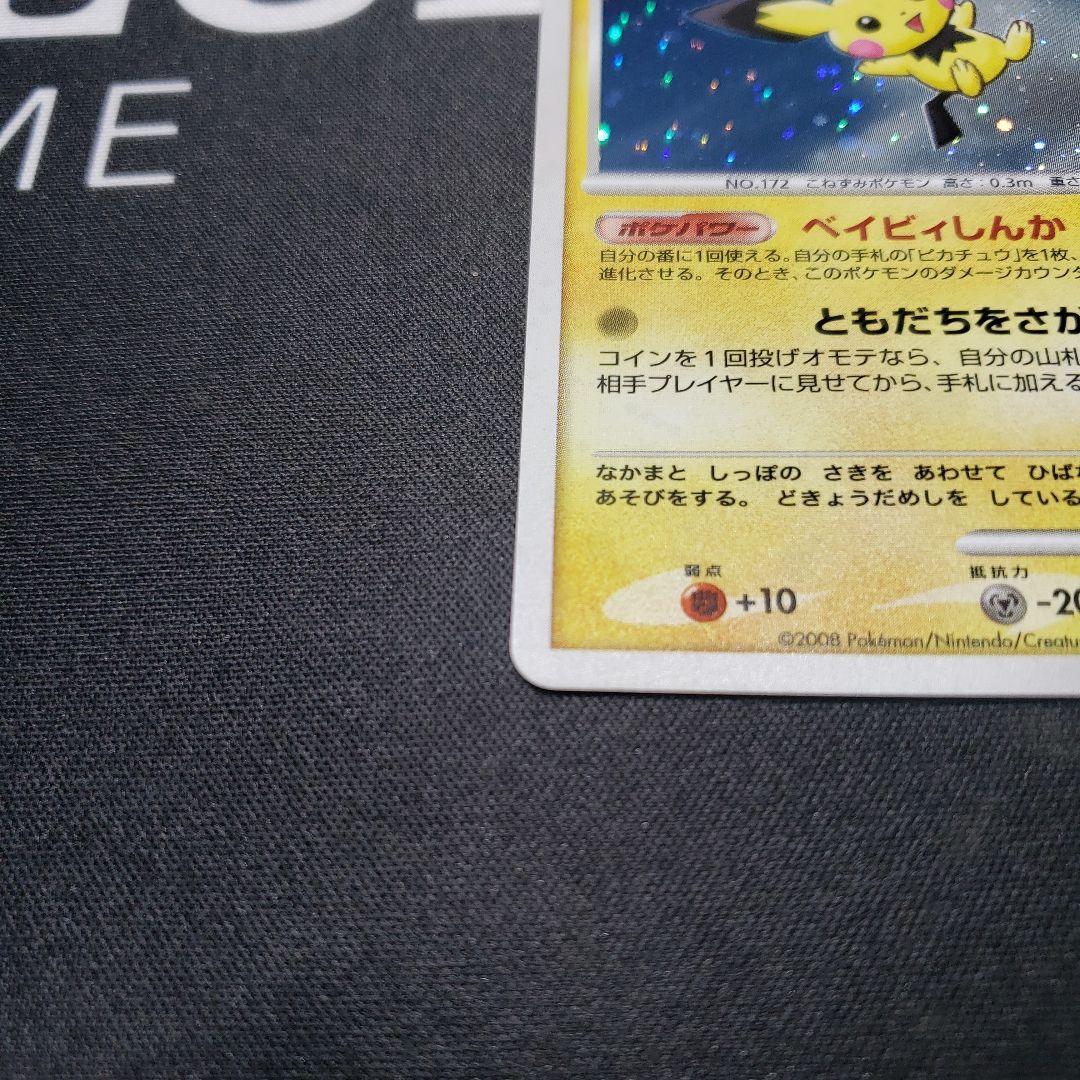 ME
NO.172 こねずみポケモン 高さ:0.3m 重さ
ポケパワー ベイビィしんか
自分の番に1回使える。自分の手札の「ピカチュウ」を1枚、
進化させる。そのとき、このポケモンのダメージカウンタ
ともだちをさが
コインを1回投げオモテなら、自分の山札
相手プレイヤーに見せてから、手札に加える
なかまと しっぽの さきを あわせて ひばな
あそびをする。 どきょうだめしを している
弱点 抵抗力
+10 -20
©2008 Pokémon/Nintendo/Creatu